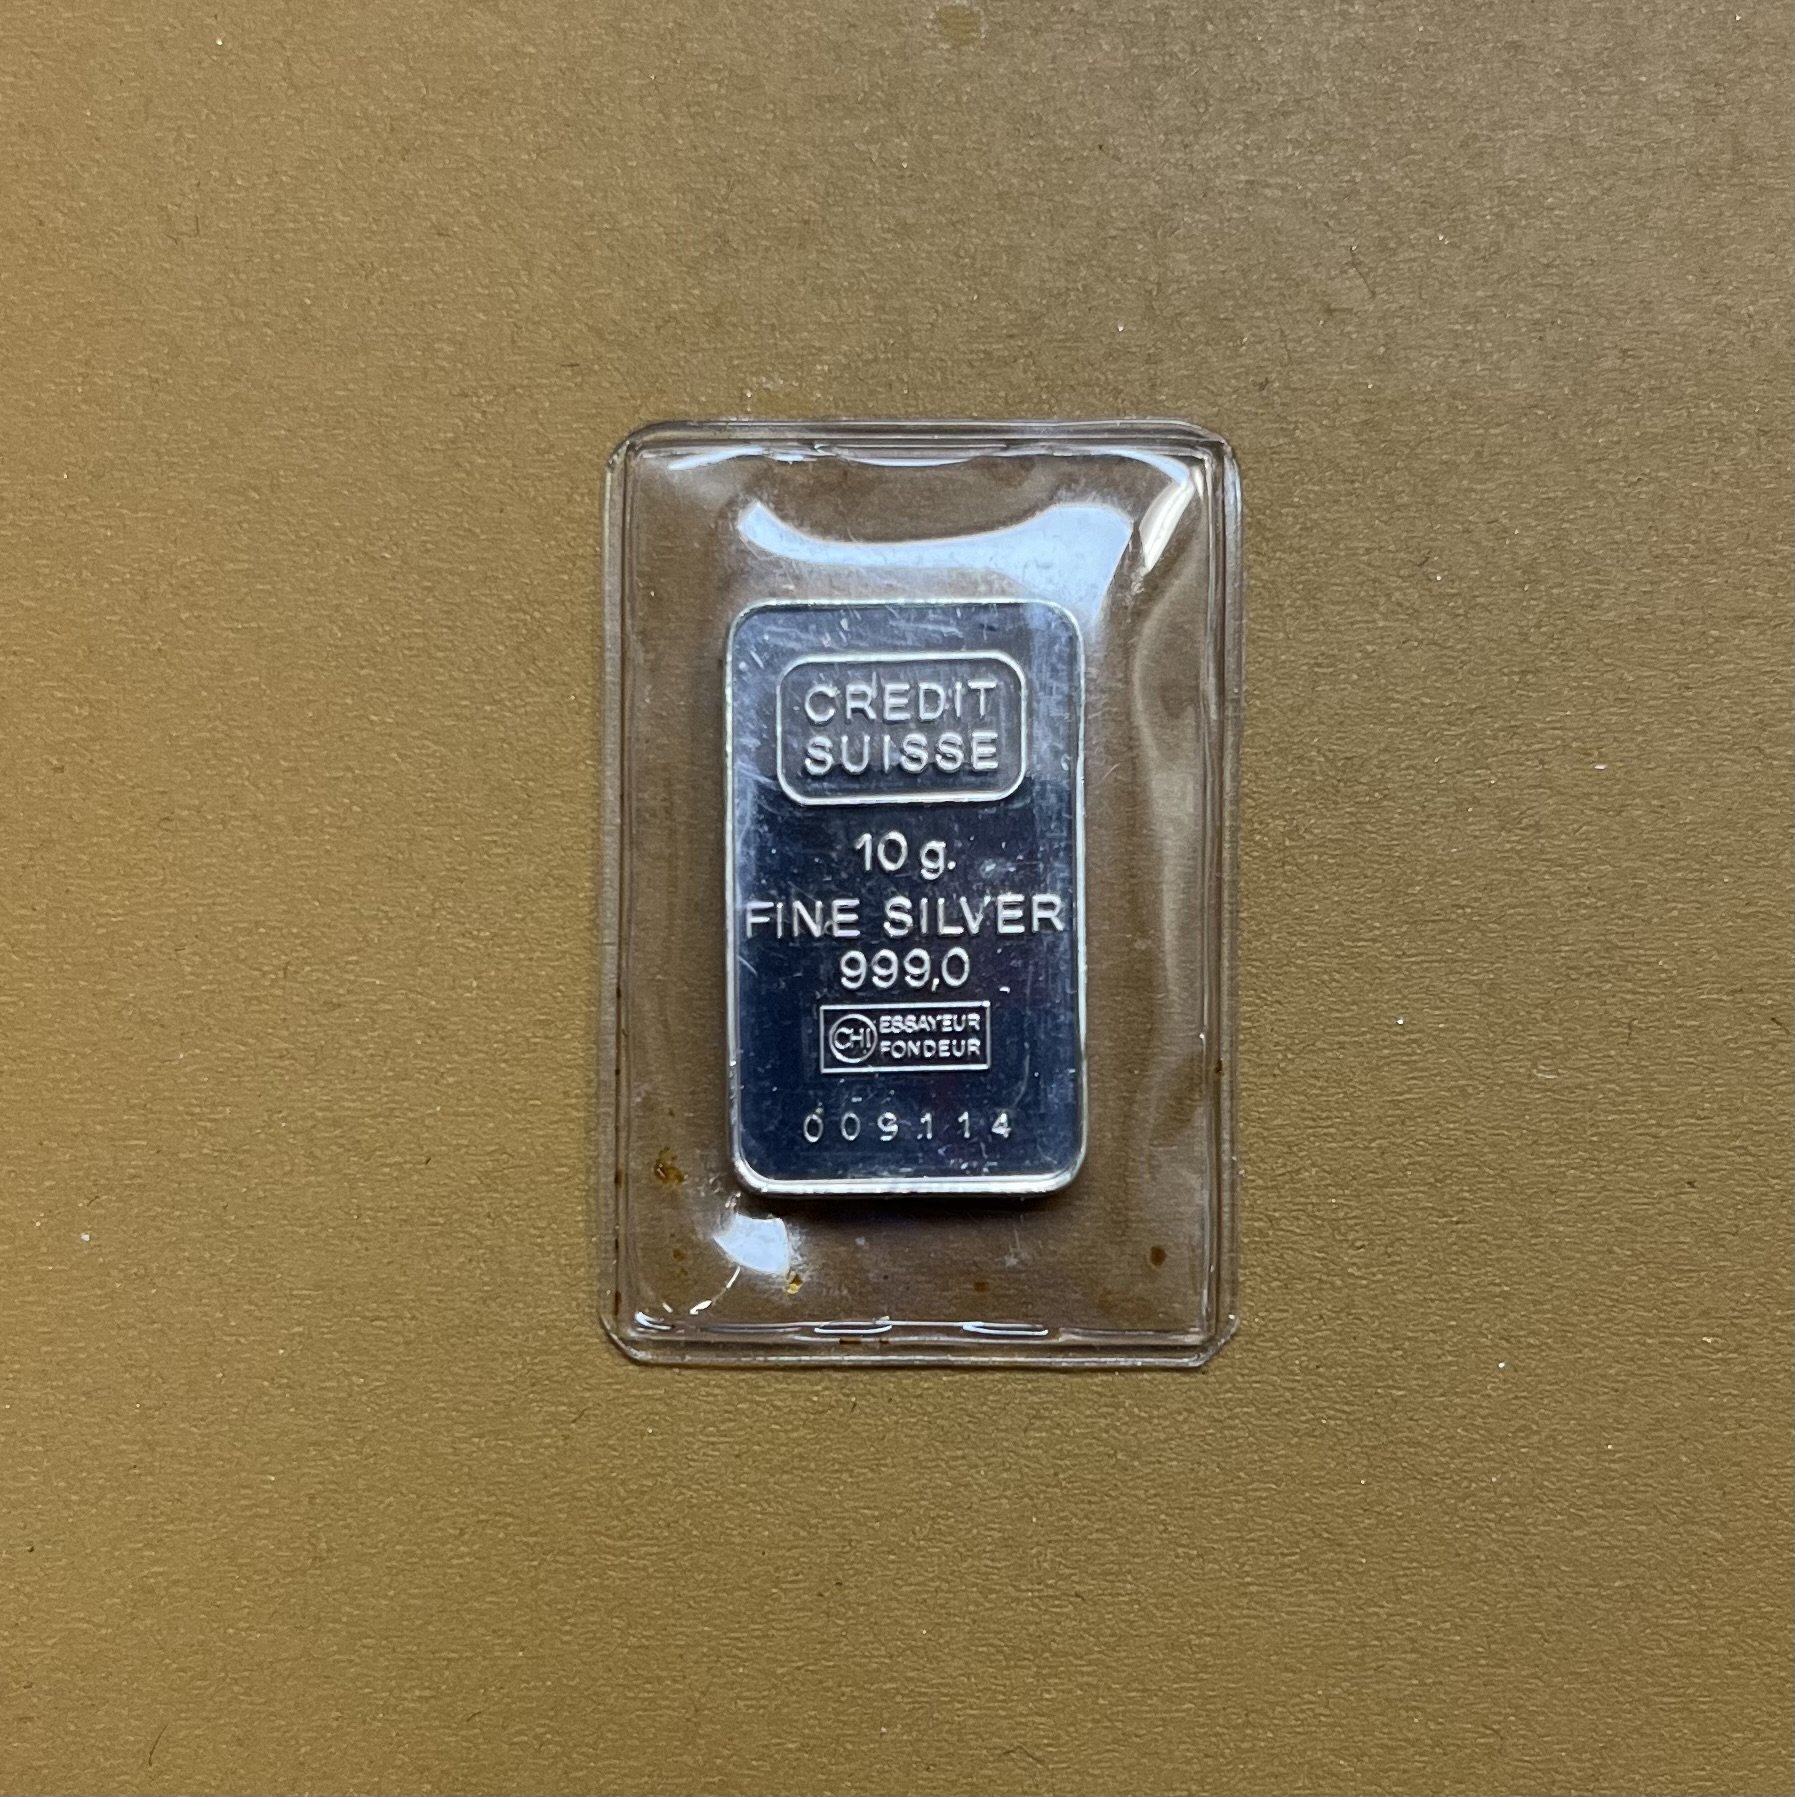 CREDIT
SUISSE
10 g.
FINE SILVER
999,0
CHI ESSAYEUR
FONDEUR
009114